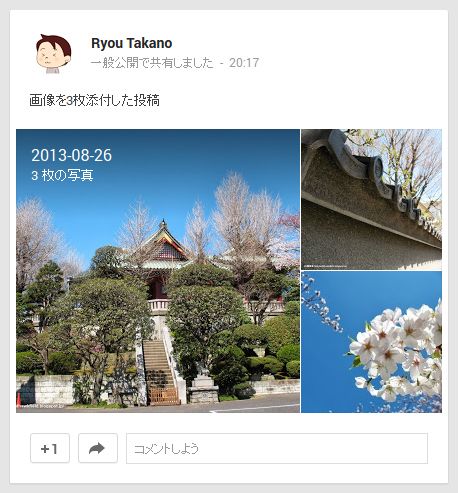 Ryou Takano
一般公開で共有しました - 20:17
画像を3枚添付した投稿
2013-08-26
3 枚の写真
+1
コメントしよう